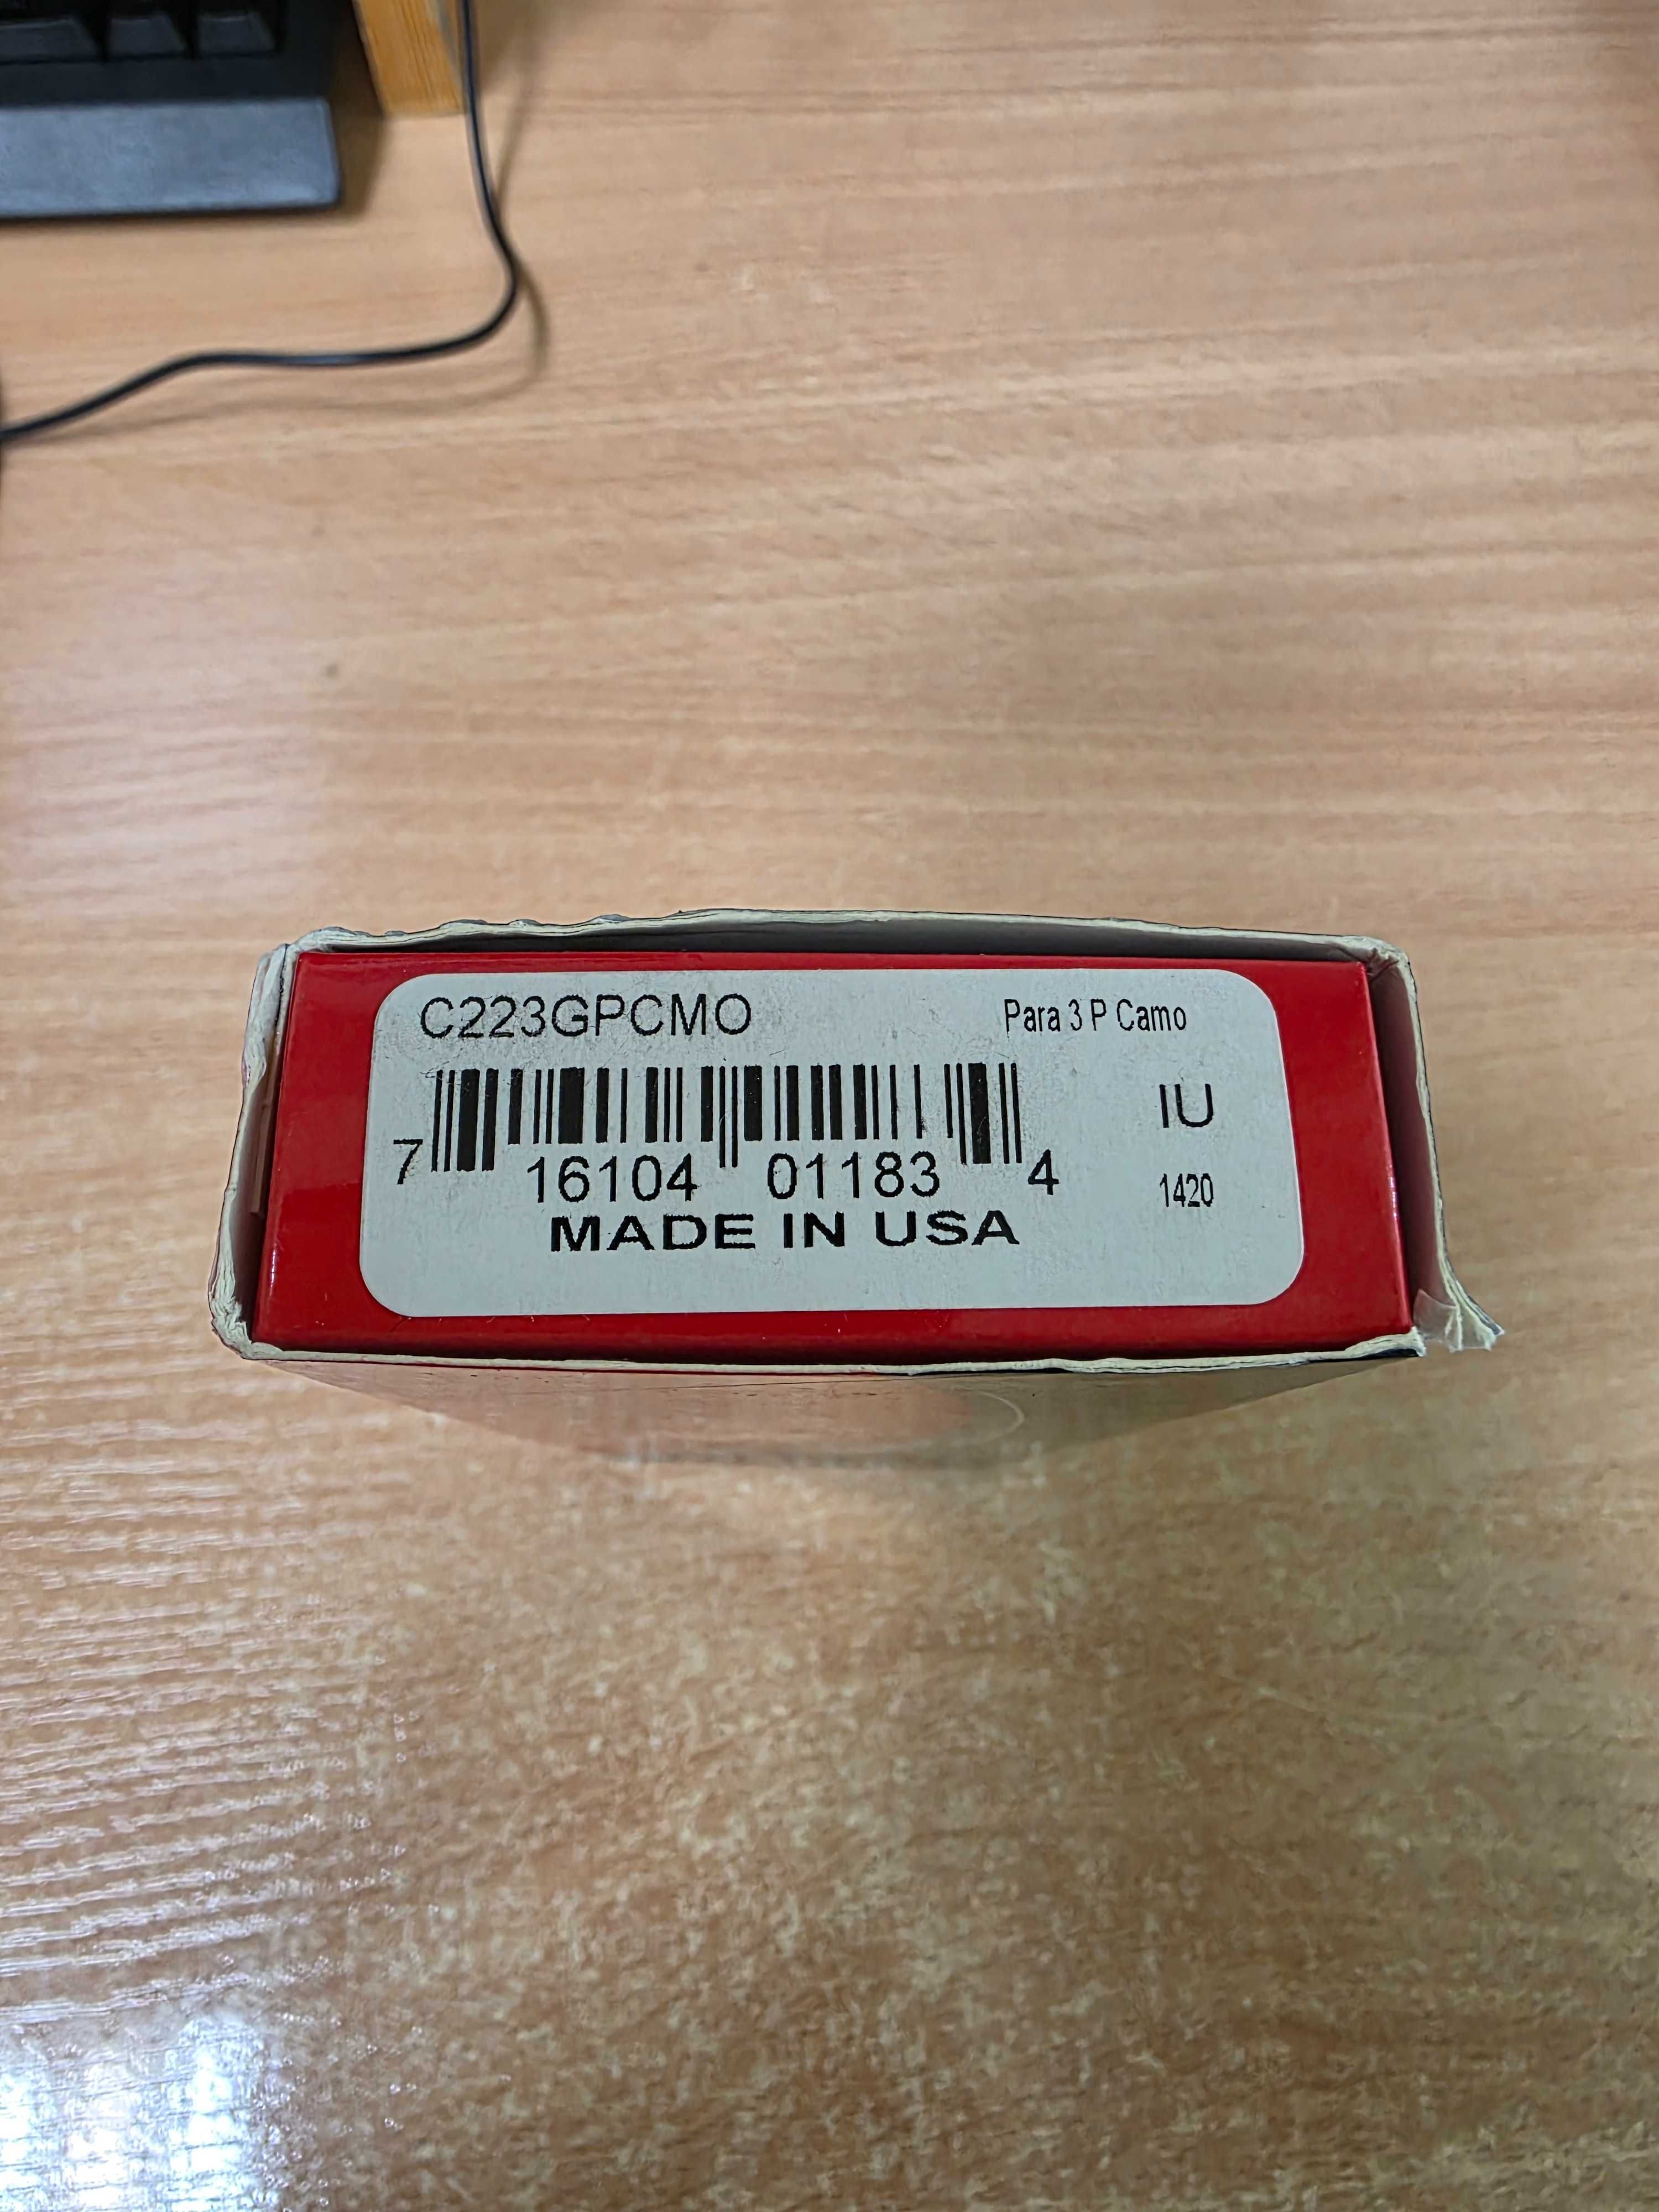 C223GPCMO Para 3 P Camo
IU
7 16104 01183 4
1420
MADE IN USA